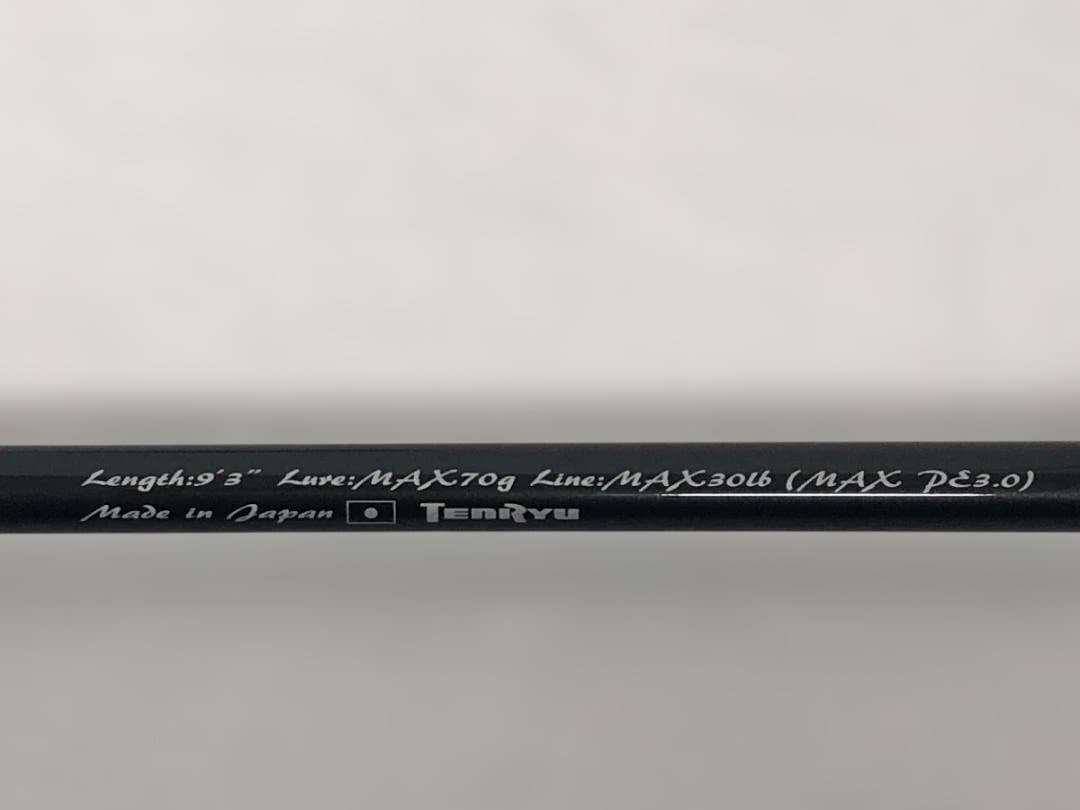 Length:9'3" Lure:MAX70g Line:MAX30lb (MAX PE3.0)
Made in Japan TENRYU